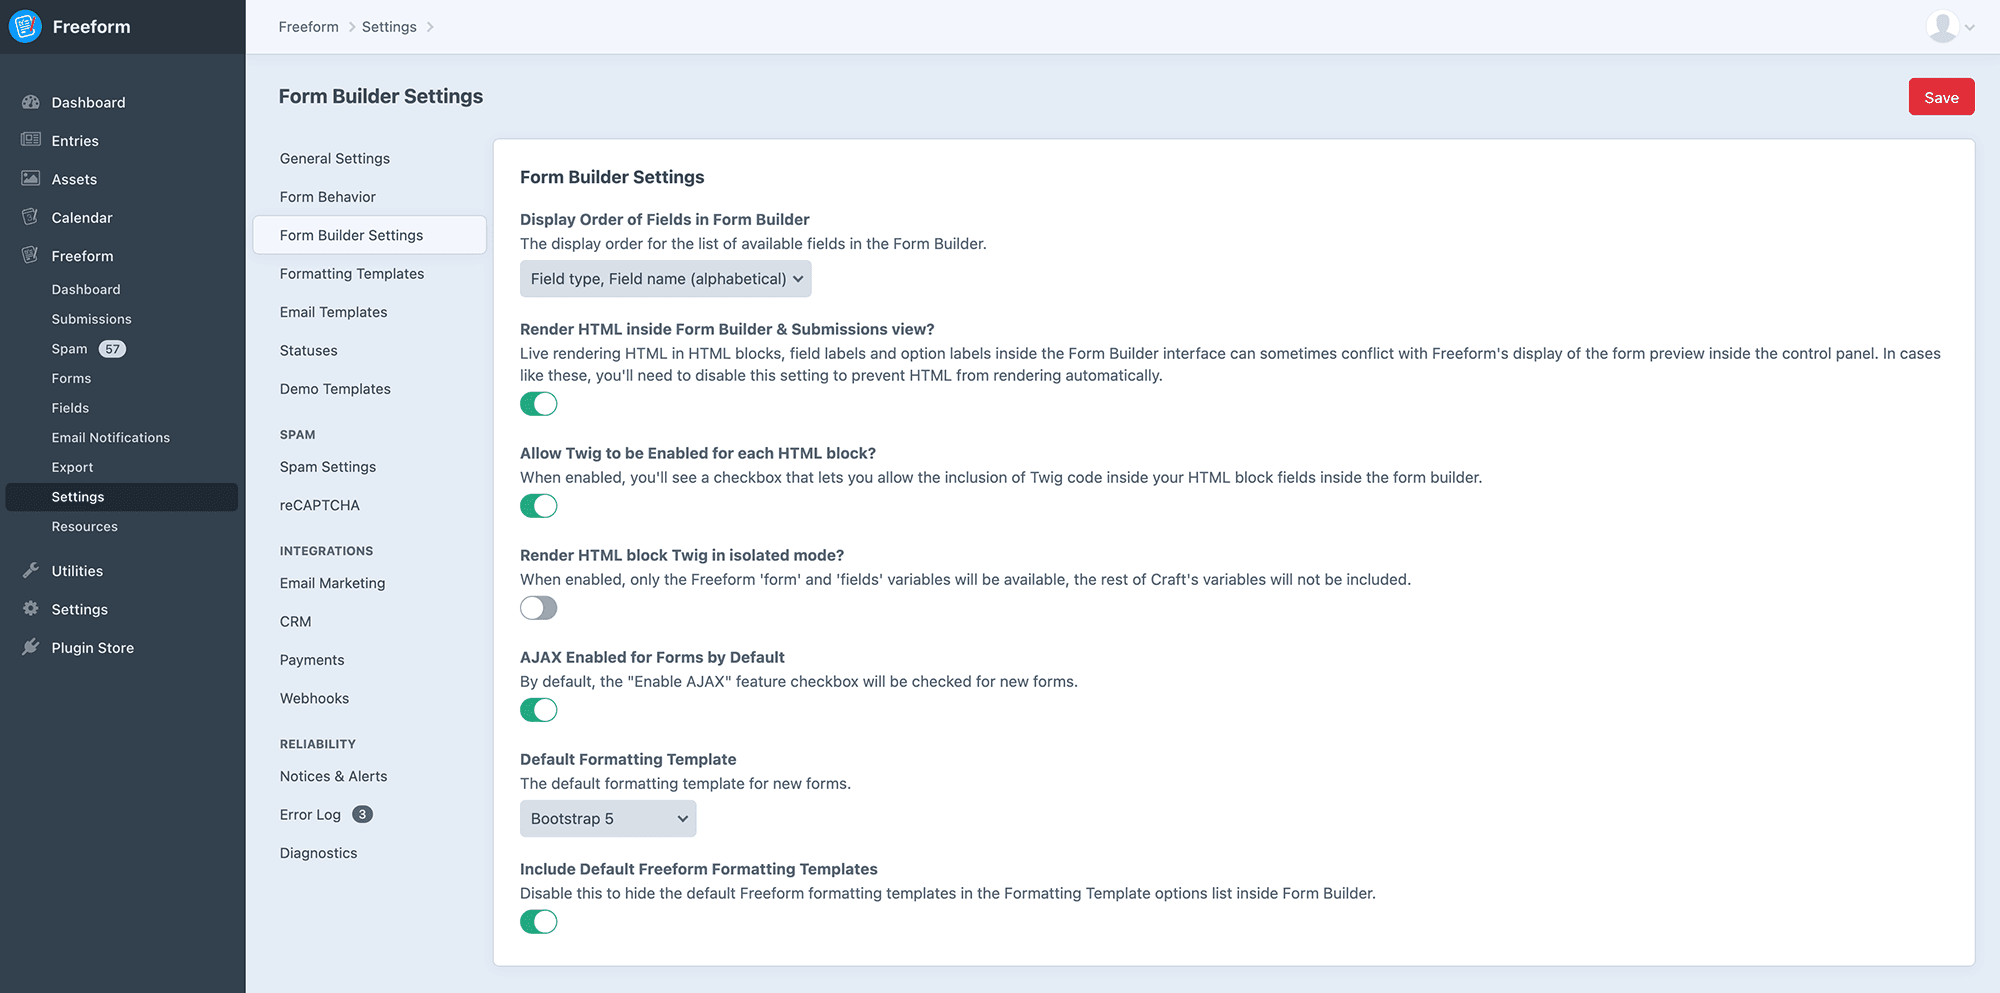 Freeform
Freeform
Settings
Dashboard
Entries
Assets
Calendar
Freeform
Dashboard
Submissions
Spam 57
Forms
Fields
Email Notifications
Export
Settings
Resources
Utilities
Settings
Plugin Store
Form Builder Settings
Save
General Settings
Form Behavior
Form Builder Settings
Formatting Templates
Email Templates
Statuses
Demo Templates
SPAM
Spam Settings
reCAPTCHA
INTEGRATIONS
Email Marketing
CRM
Payments
Webhooks
RELIABILITY
Notices & Alerts
Error Log 3
Diagnostics
Form Builder Settings
Display Order of Fields in Form Builder
The display order for the list of available fields in the Form Builder.
Field type, Field name (alphabetical)
Render HTML inside Form Builder & Submissions view?
Live rendering HTML in HTML blocks, field labels and option labels inside the Form Builder interface can sometimes conflict with Freeform's display of the form preview inside the control panel. In cases
like these, you'll need to disable this setting to prevent HTML from rendering automatically.
Allow Twig to be Enabled for each HTML block?
When enabled, you'll see a checkbox that lets you allow the inclusion of Twig code inside your HTML block fields inside the form builder.
Render HTML block Twig in isolated mode?
When enabled, only the Freeform 'form' and 'fields' variables will be available, the rest of Craft's variables will not be included.
AJAX Enabled for Forms by Default
By default, the "Enable AJAX" feature checkbox will be checked for new forms.
Default Formatting Template
The default formatting template for new forms.
Bootstrap 5
Include Default Freeform Formatting Templates
Disable this to hide the default Freeform formatting templates in the Formatting Template options list inside Form Builder.